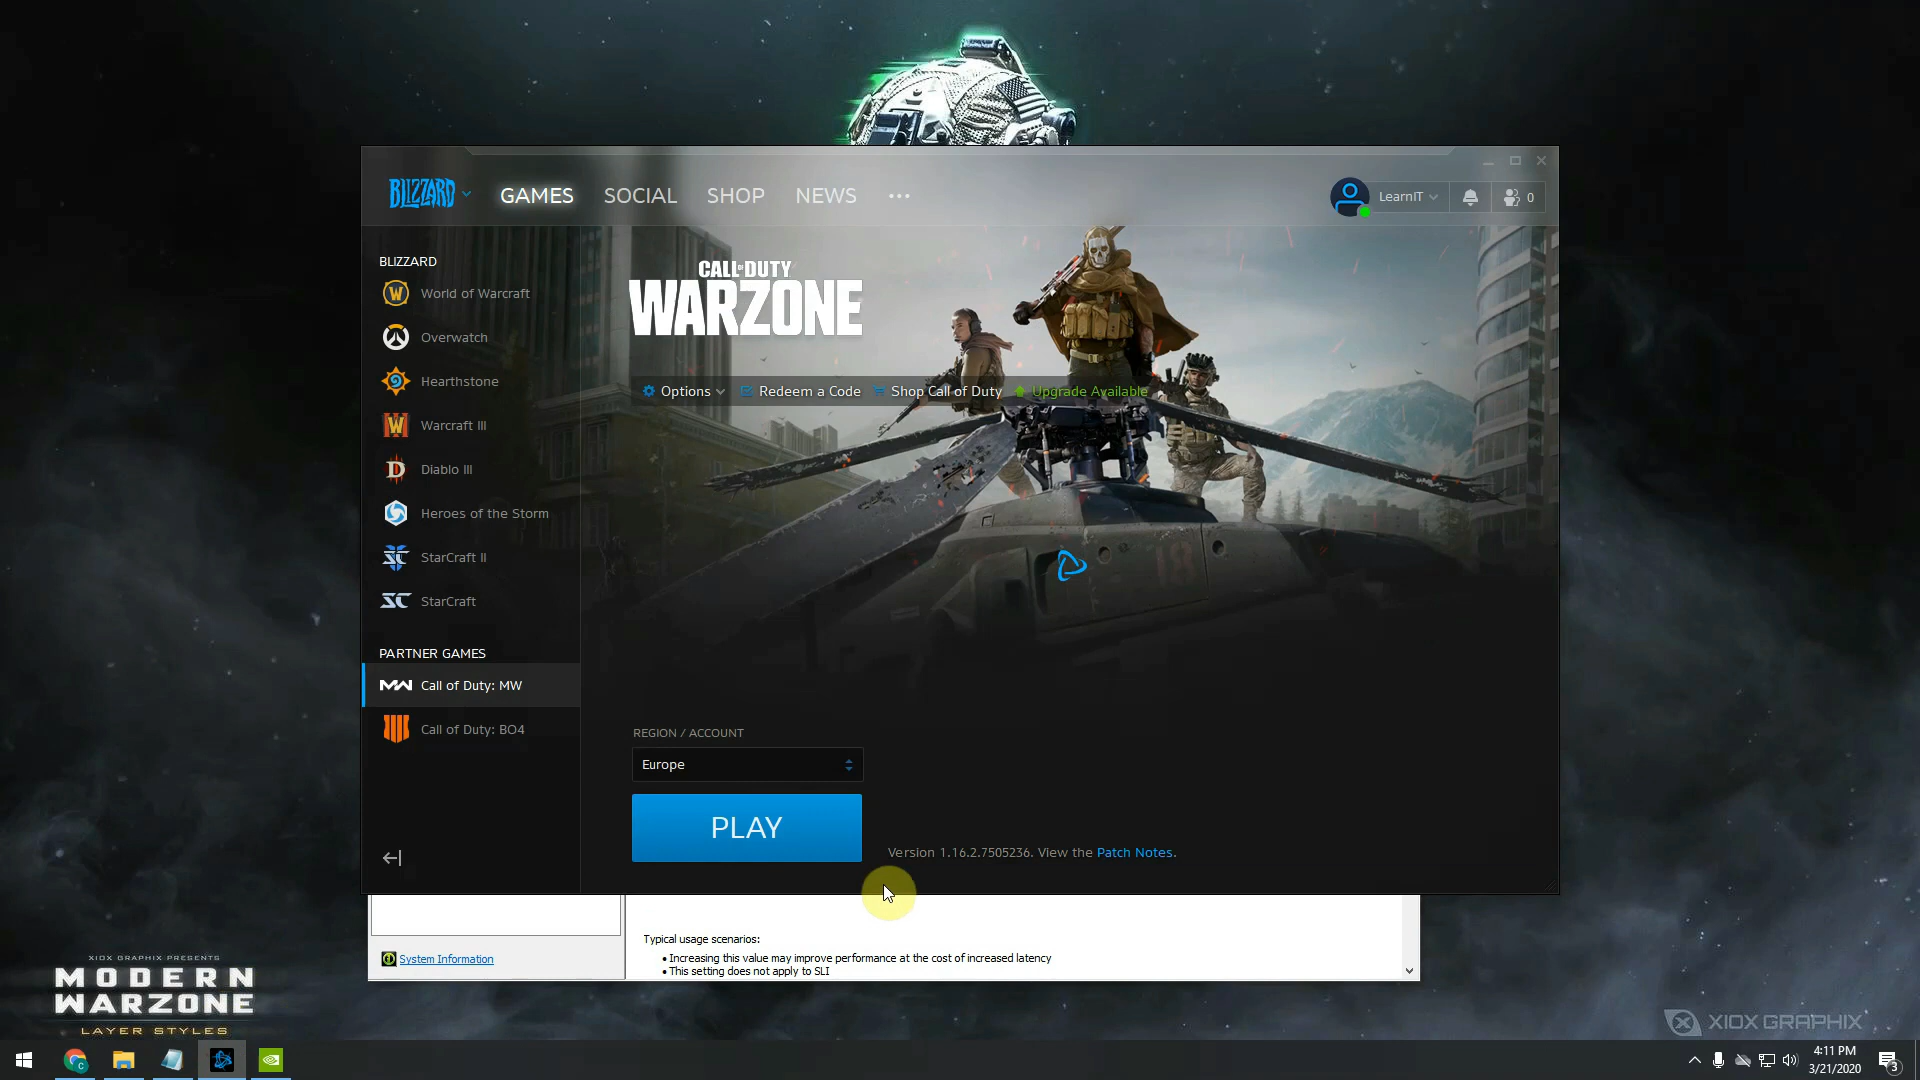 BLIZZARD
GAMES
SOCIAL
SHOP
NEWS
LearnIT
0
BLIZZARD
World of Warcraft
Overwatch
Hearthstone
Warcraft III
Diablo III
Heroes of the Storm
StarCraft II
StarCraft
PARTNER GAMES
Call of Duty: MW
Call of Duty: BO4
CALL OF DUTY
WARZONE
Options
Redeem a Code
Shop Call of Duty
Upgrade Available
REGION / ACCOUNT
Europe
PLAY
Version 1.16.2.7505236. View the Patch Notes.
System Information
Typical usage scenarios:
• Increasing this value may improve performance at the cost of increased latency
• This setting does not apply to SLI
XIOX GRAPHIX PRESENTS
MODERN
WARZONE
LAYER STYLES
XIOX GRAPHIX
4:11 PM
3/21/2020
3